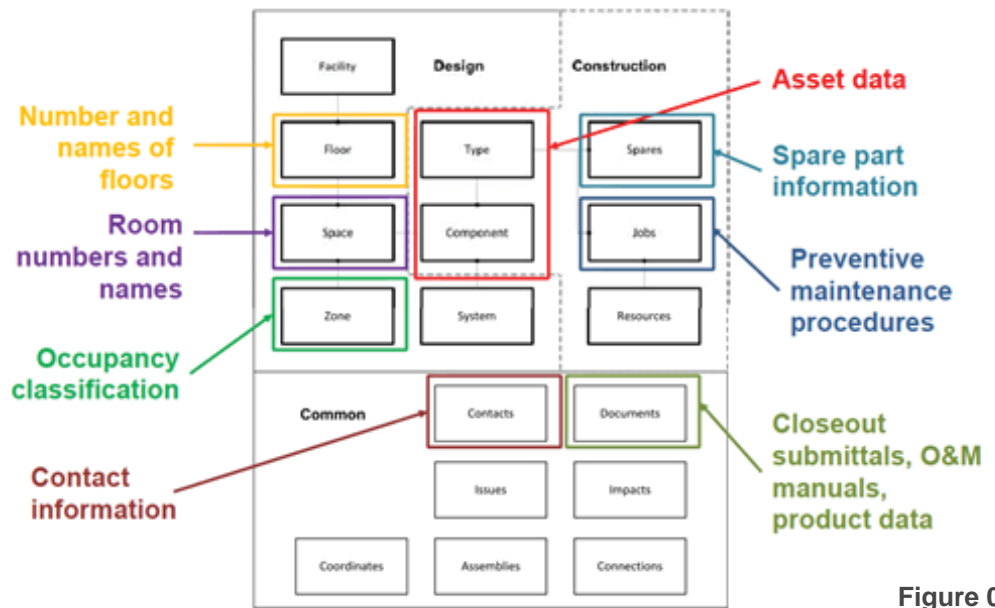 Facility
Design
Construction
Asset data
Number and
names of
floors
Floor
Type
Spares
Spare part
information
Room
numbers and
names
Space
Component
Jobs
Preventive
maintenance
procedures
Zone
System
Resources
Occupancy
classification
Common
Contacts
Documents
Closeout
submittals, O&M
manuals,
product data
Contact
information
Issues
Impacts
Coordinates
Assemblies
Connections
Figure 0